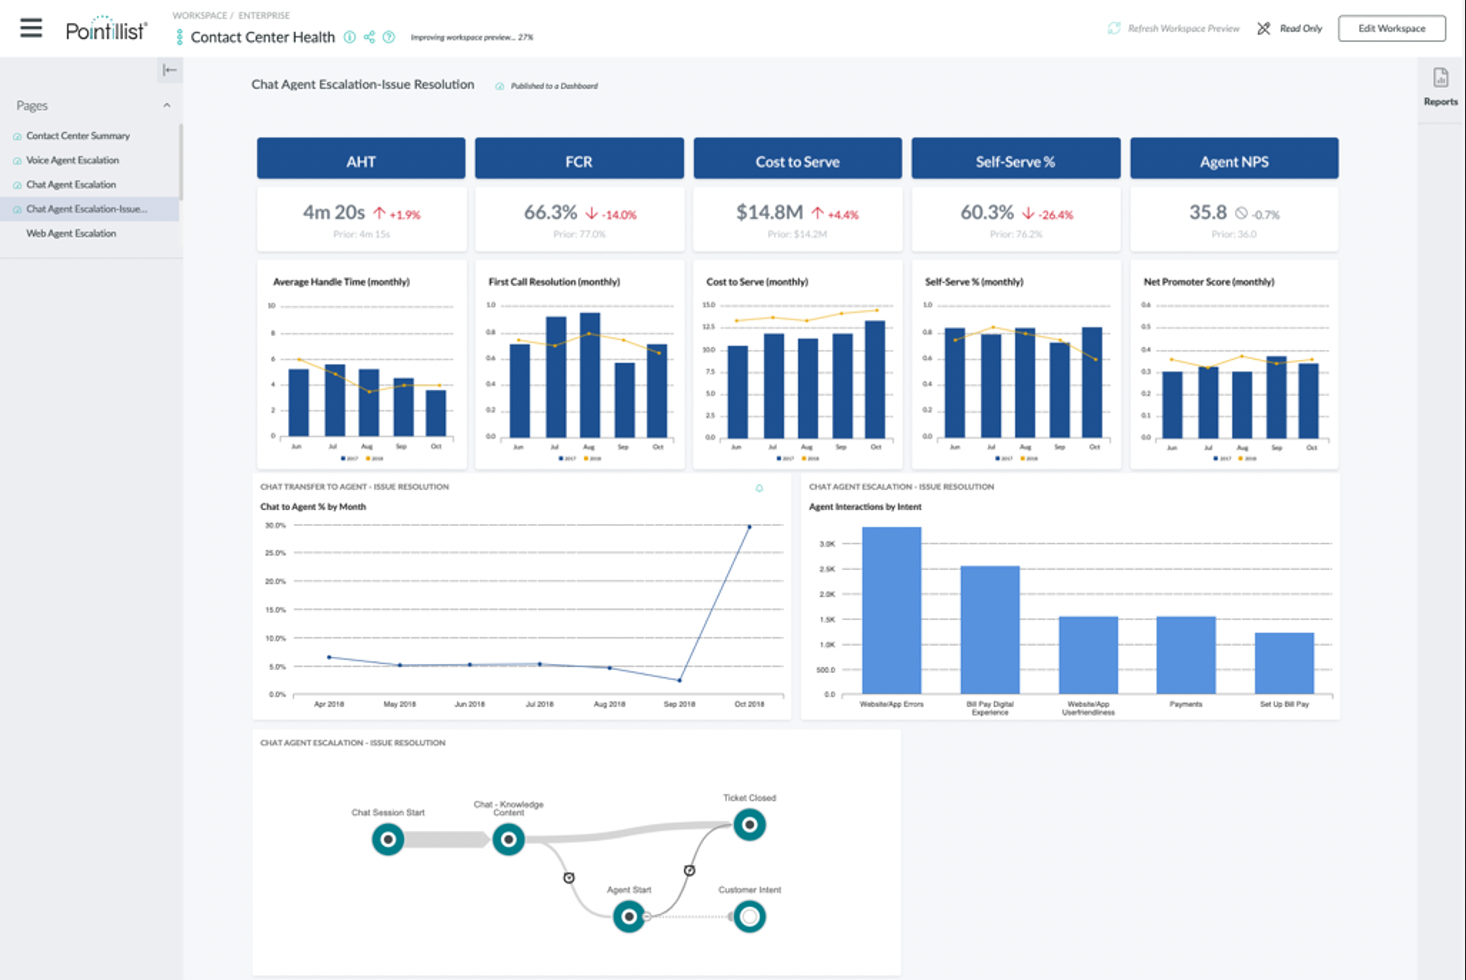 WORKSPACE / ENTERPRISE
Pointillist
Contact Center Health
Improving workspace preview... 27%
Refresh Workspace Preview
Read Only
Edit Workspace
Reports
Pages
Contact Center Summary
Voice Agent Escalation
Chat Agent Escalation
Chat Agent Escalation-Issue...
Web Agent Escalation
Chat Agent Escalation-Issue Resolution
Published to a Dashboard
AHT
FCR
Cost to Serve
Self-Serve %
Agent NPS
4m 20s +1.9%
Prior: 4m 15s
66.3% -14.0%
Prior: 77.0%
$14.8M +4.4%
Prior: $14.2M
60.3% -26.4%
Prior: 76.2%
35.8 -0.7%
Prior: 36.0
Average Handle Time (monthly)
10
8
6
4
2
0
Jun Jul Aug Sep Oct
2017 2018
First Call Resolution (monthly)
1.0
0.8
0.6
0.4
0.2
0.0
Jun Jul Aug Sep Oct
2017 2018
Cost to Serve (monthly)
15.0
12.5
10.0
7.5
5.0
2.5
0.0
Jun Jul Aug Sep Oct
2017 2018
Self-Serve % (monthly)
1.0
0.8
0.6
0.4
0.2
0.0
Jun Jul Aug Sep Oct
2017 2018
Net Promoter Score (monthly)
0.6
0.5
0.4
0.3
0.2
0.1
0.0
Jun Jul Aug Sep Oct
2017 2018
CHAT TRANSFER TO AGENT - ISSUE RESOLUTION
Chat to Agent % by Month
30.0%
25.0%
20.0%
15.0%
10.0%
5.0%
0.0%
Apr 2018 May 2018 Jun 2018 Jul 2018 Aug 2018 Sep 2018 Oct 2018
CHAT AGENT ESCALATION - ISSUE RESOLUTION
Agent Interactions by Intent
3.0K
2.5K
2.0K
1.5K
1.0K
500.0
0.0
Website/App Errors
Bill Pay Digital
Experience
Website/App
Userfriendliness
Payments
Set Up Bill Pay
CHAT AGENT ESCALATION - ISSUE RESOLUTION
Chat Session Start
Chat - Knowledge
Content
Ticket Closed
Agent Start
Customer Intent